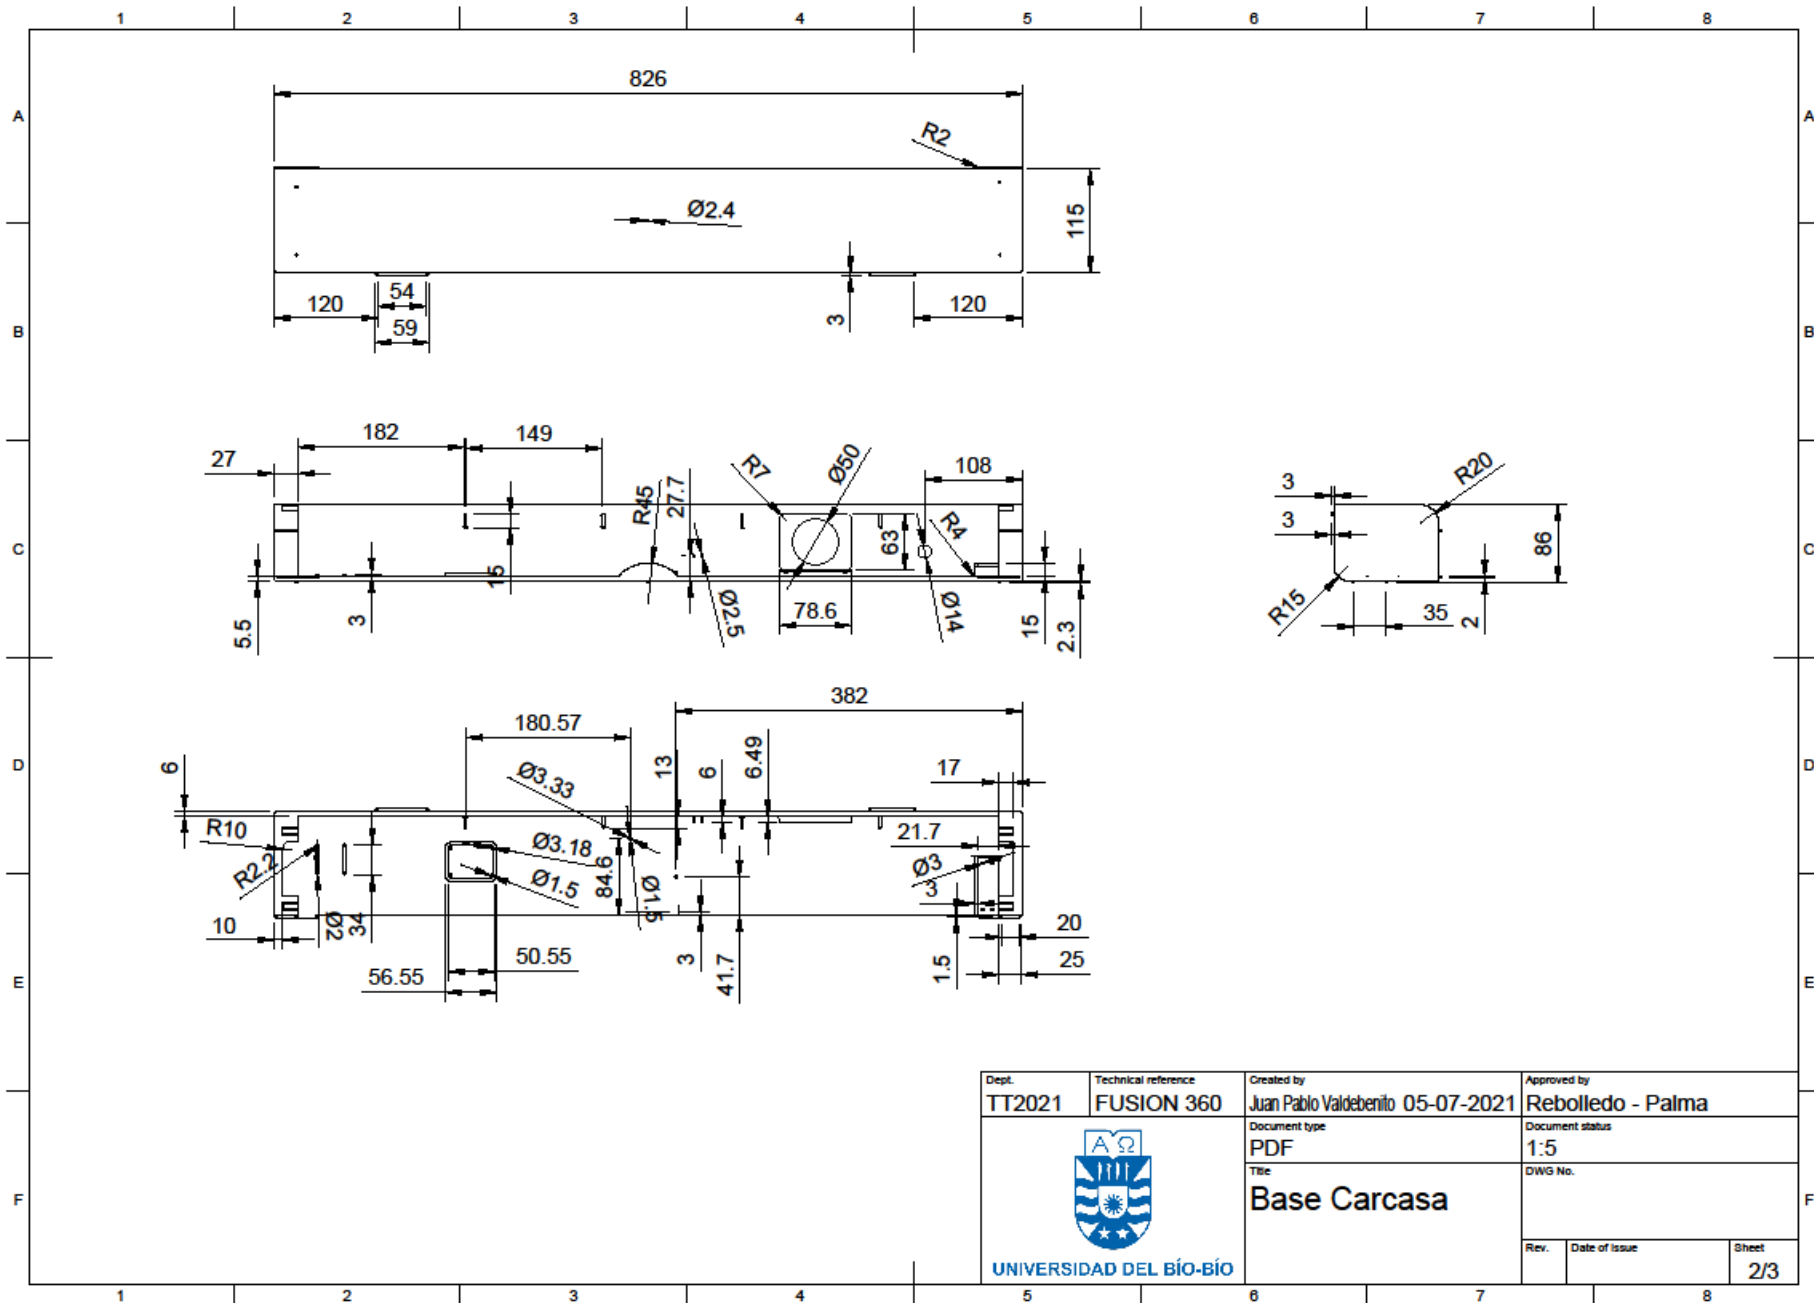 1 2 3 4 5 6 7 8
A A
B B
C C
D D
E E
F F
826
R2
Ø2.4
115
120
54
59
3
120
182
149
27
R45
27.7
R7
Ø50
108
63
R4
15
5.5
3
Ø2.5
78.6
Ø14
15
2.3
3
3
R20
86
R15
35
2
382
180.57
6
13
6
6.49
17
Ø3.33
R10
R2.2
Ø3.18
Ø1.5
84.6
Ø1.5
21.7
Ø3
3
10
Ø2
34
50.55
56.55
3
41.7
1.5
20
25
Dept.
TT2021
Technical reference
FUSION 360
Created by
Juan Pablo Valdebenito 05-07-2021
Approved by
Rebolledo - Palma
Document type
PDF
Document status
1:5
Title
Base Carcasa
DWG No.
Rev.
Date of issue
Sheet
2/3
Α Ω
UNIVERSIDAD DEL BÍO-BÍO
1 2 3 4 5 6 7 8